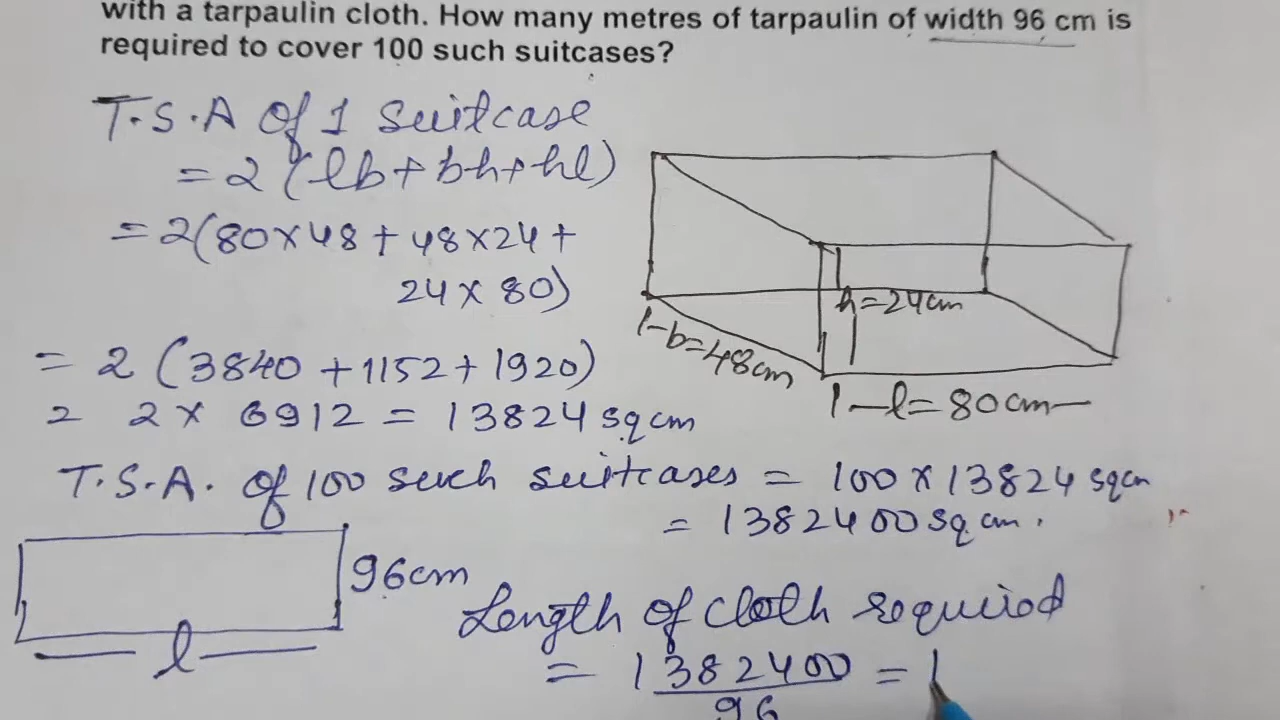 with a tarpaulin cloth. How many metres of tarpaulin of width 96 cm is
required to cover 100 such suitcases?
T.S.A Of 1 Suitcase
= 2 (lb + bh + hl)
= 2(80×48 + 48×24 +
24 × 80)
h=24cm
b=48cm
l=80cm
= 2 (3840 +1152+ 1920)
= 2 × 6912 = 13824 sq cm
T.S.A. Of 100 such suitcases = 100 × 13824 sqcm
= 1382400 sq cm.
96cm
l
Length of cloth required
= 1382400 = 1
96